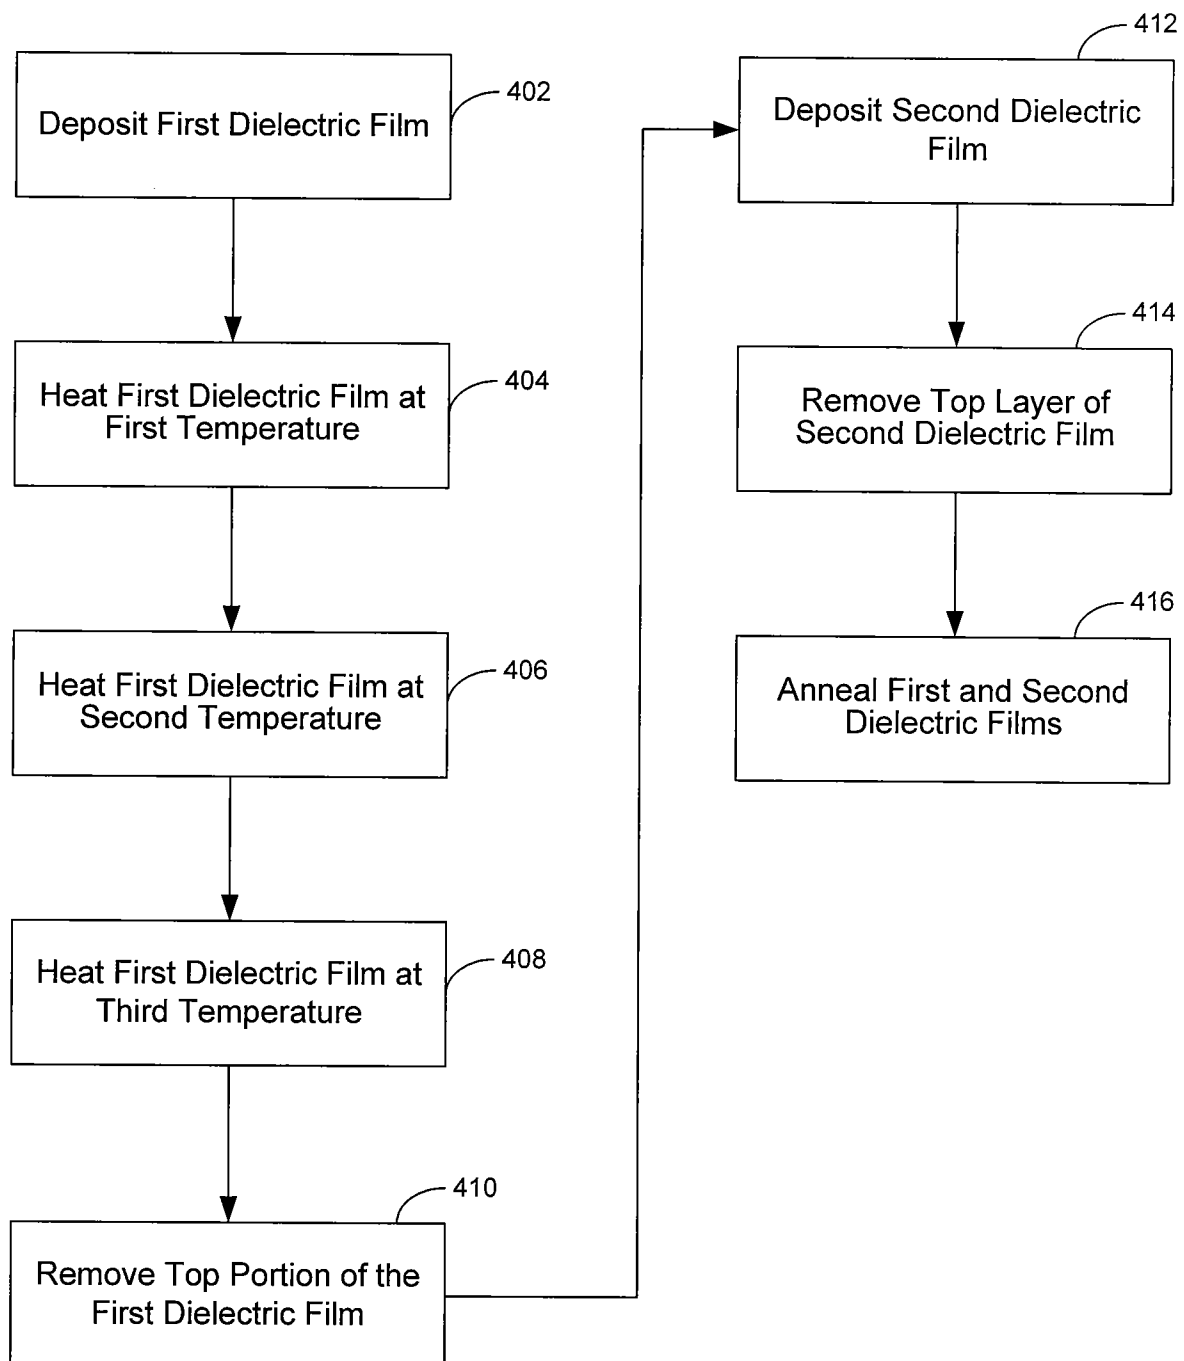 Deposit First Dielectric Film
402
Heat First Dielectric Film at
First Temperature
404
Heat First Dielectric Film at
Second Temperature
406
Heat First Dielectric Film at
Third Temperature
408
Remove Top Portion of the
First Dielectric Film
410
Deposit Second Dielectric
Film
412
Remove Top Layer of
Second Dielectric Film
414
Anneal First and Second
Dielectric Films
416